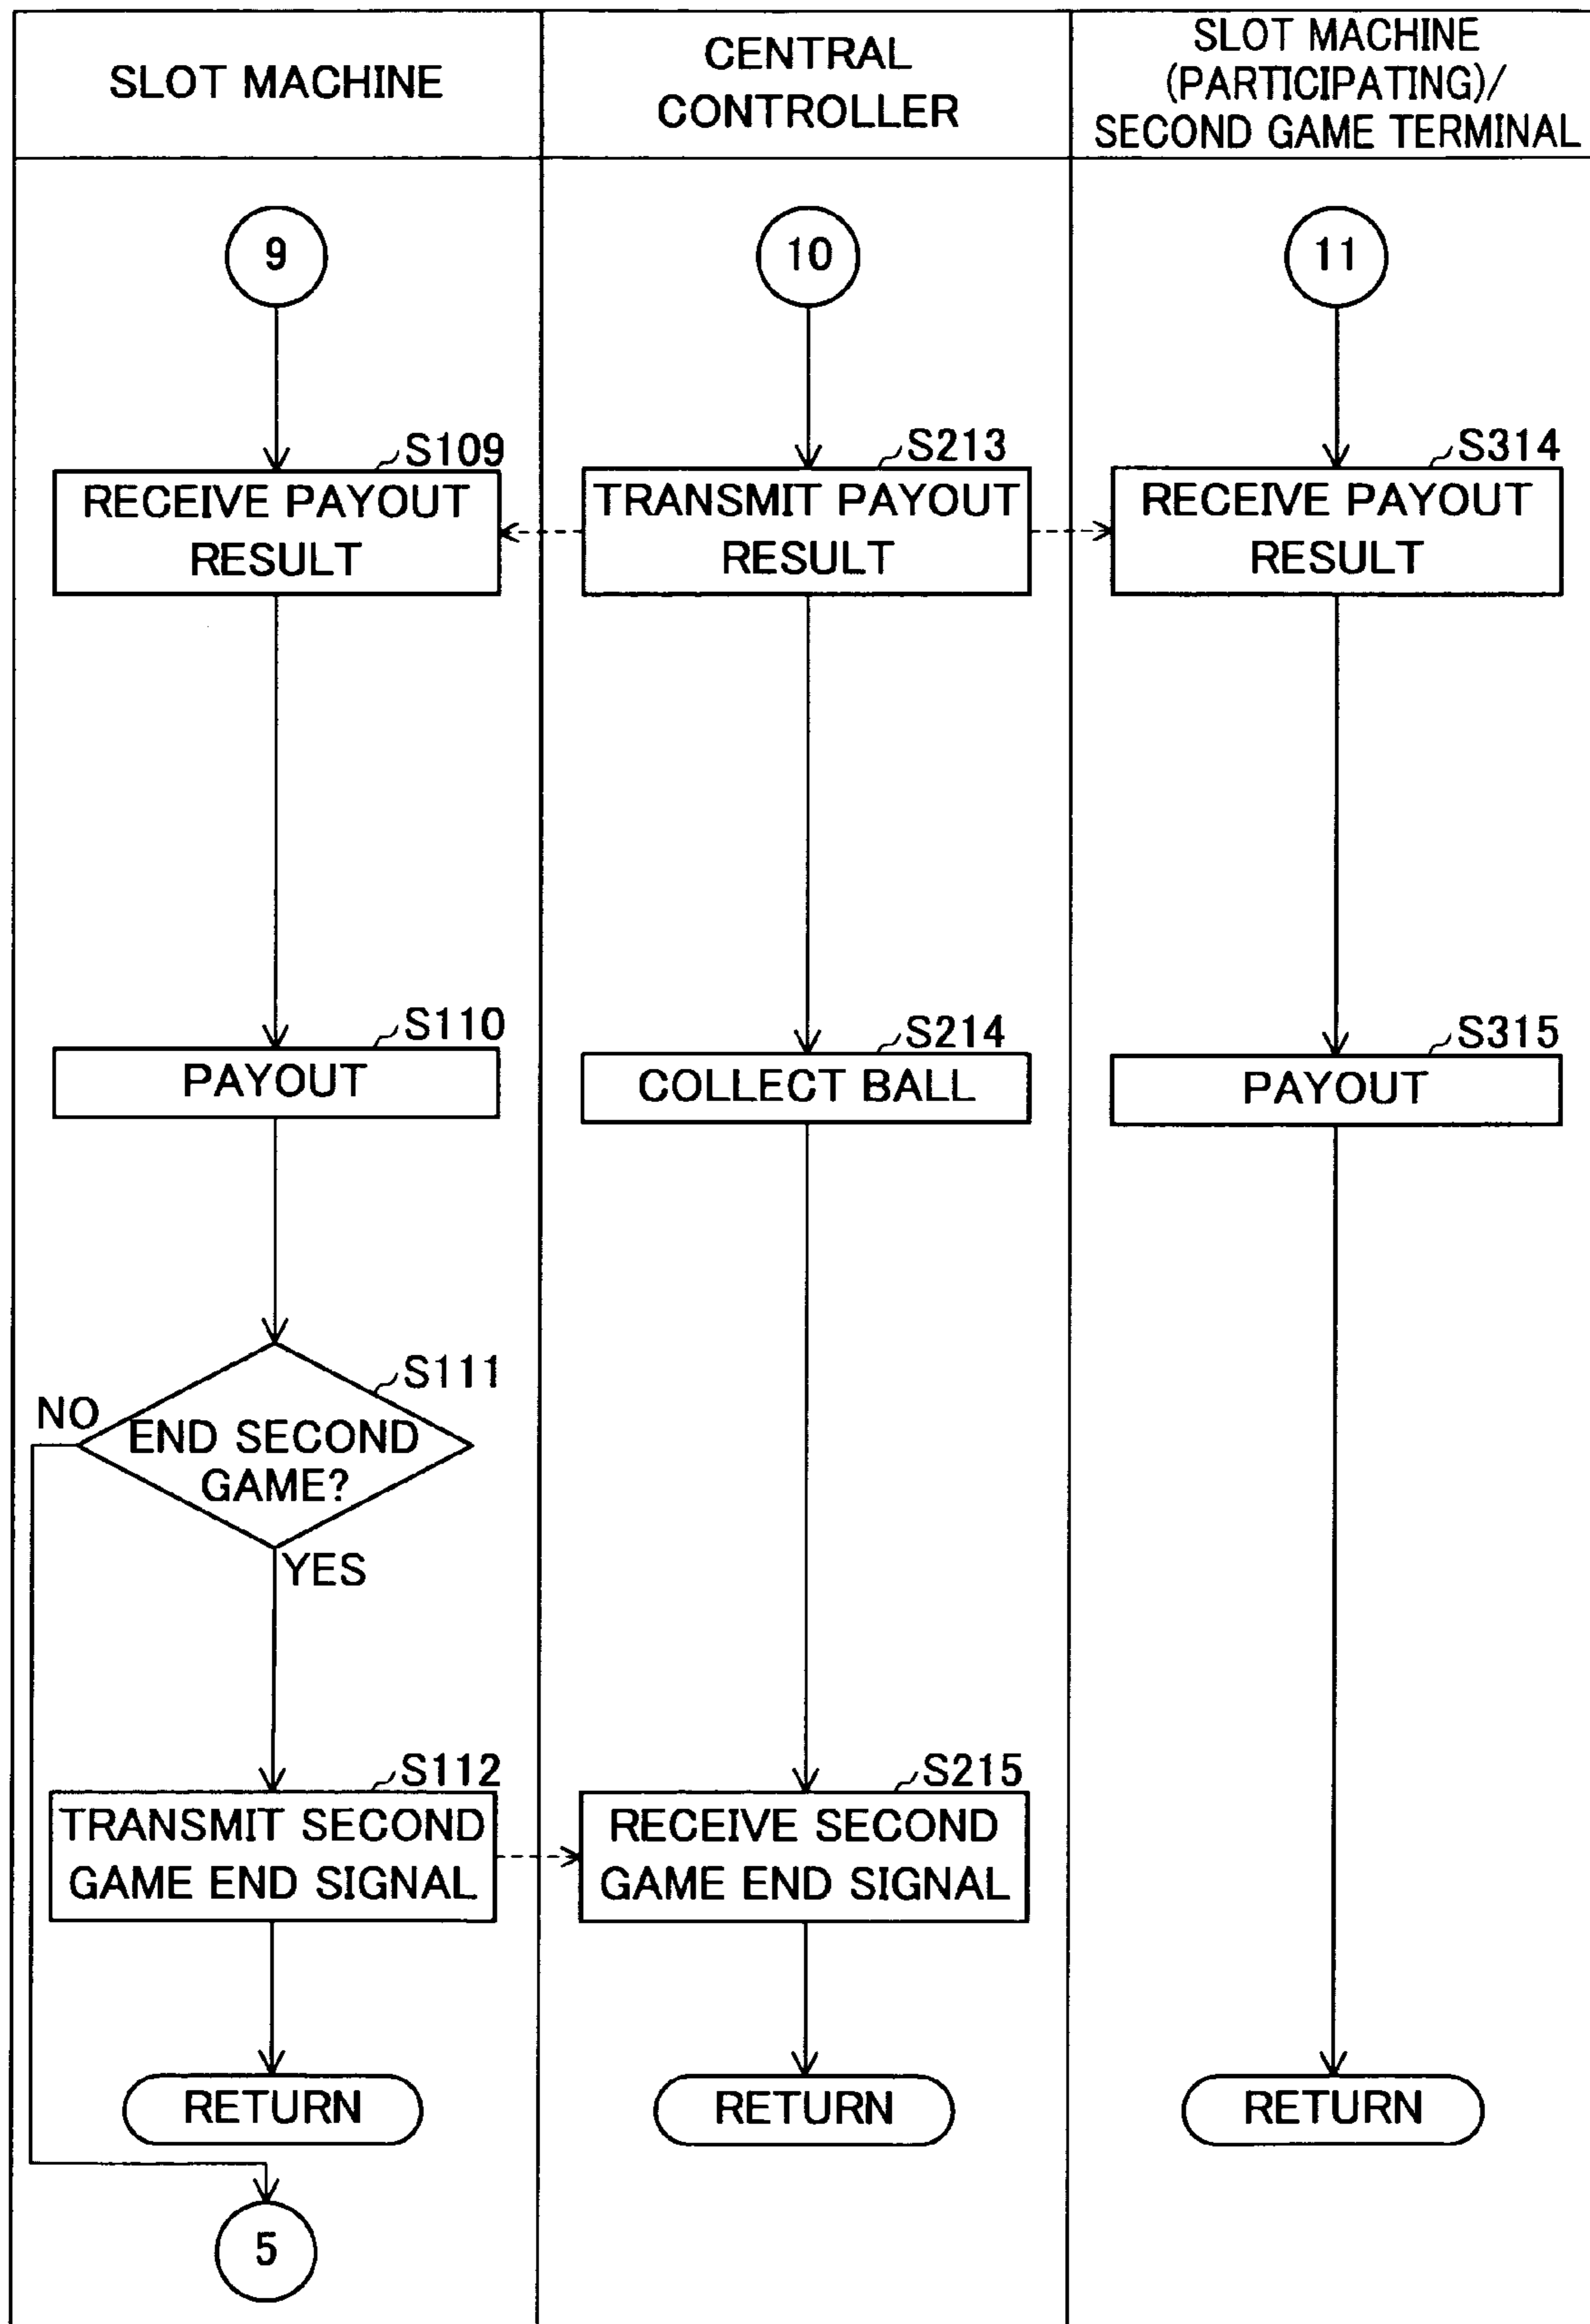 SLOT MACHINE
CENTRAL
CONTROLLER
SLOT MACHINE
(PARTICIPATING)/
SECOND GAME TERMINAL
9
10
11
S109
RECEIVE PAYOUT
RESULT
S213
TRANSMIT PAYOUT
RESULT
S314
RECEIVE PAYOUT
RESULT
S110
PAYOUT
S214
COLLECT BALL
S315
PAYOUT
S111
NO
END SECOND
GAME?
YES
S112
TRANSMIT SECOND
GAME END SIGNAL
S215
RECEIVE SECOND
GAME END SIGNAL
RETURN
RETURN
RETURN
5